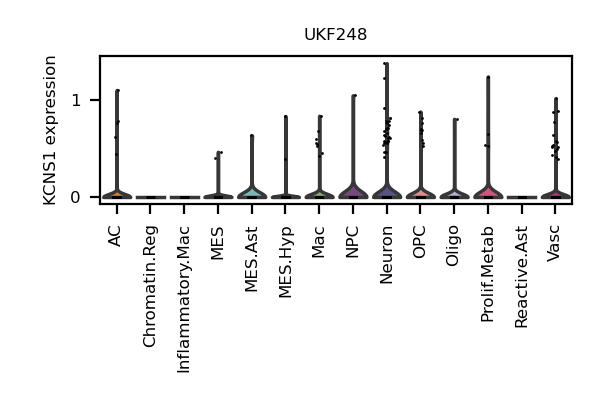 UKF248
KCNS1 expression
1
0
AC
Chromatin.Reg
Inflammatory.Mac
MES
MES.Ast
MES.Hyp
Mac
NPC
Neuron
OPC
Oligo
Prolif.Metab
Reactive.Ast
Vasc